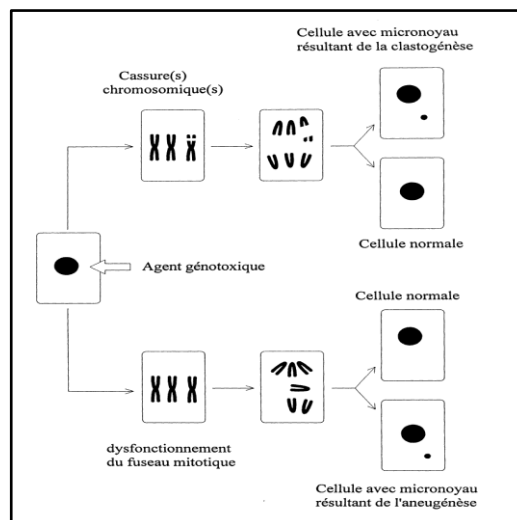 Cellule avec micronoyau
résultant de la clastogénèse
Cassure(s)
chromosomique(s)
Cellule normale
Agent génotoxique
Cellule normale
dysfonctionnement
du fuseau mitotique
Cellule avec micronoyau
résultant de l'aneugénèse